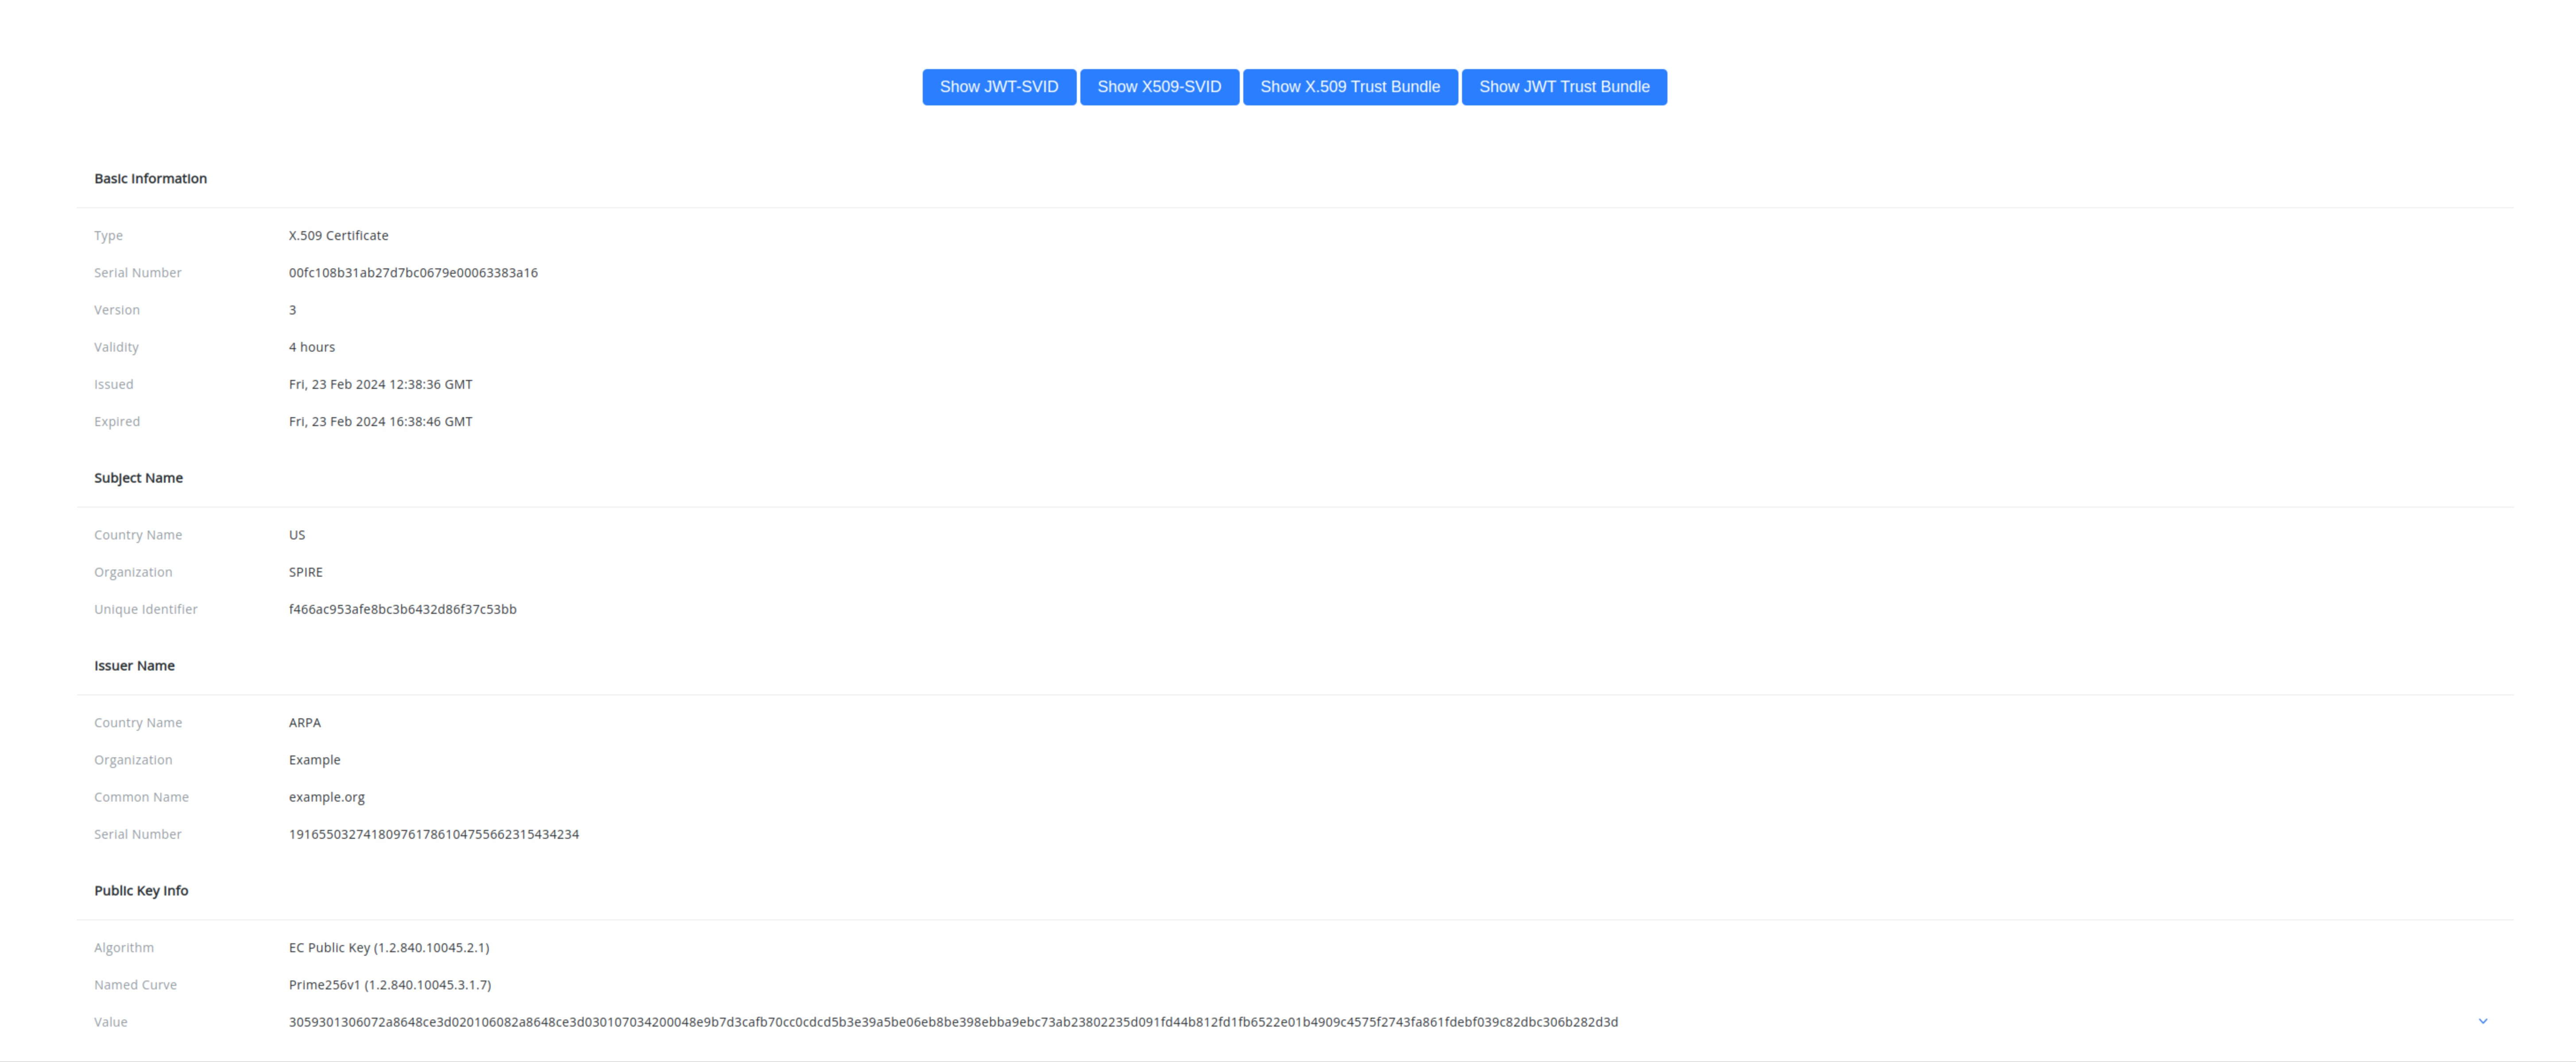 Show JWT-SVID Show X509-SVID Show X.509 Trust Bundle Show JWT Trust Bundle
Basic Information
Type X.509 Certificate
Serial Number 00fc108b31ab27d7bc0679e00063383a16
Version 3
Validity 4 hours
Issued Fri, 23 Feb 2024 12:38:36 GMT
Expired Fri, 23 Feb 2024 16:38:46 GMT
Subject Name
Country Name US
Organization SPIRE
Unique Identifier f466ac953afe8bc3b6432d86f37c53bb
Issuer Name
Country Name ARPA
Organization Example
Common Name example.org
Serial Number 191655032741809761786104755662315434234
Public Key Info
Algorithm EC Public Key (1.2.840.10045.2.1)
Named Curve Prime256v1 (1.2.840.10045.3.1.7)
Value 3059301306072a8648ce3d020106082a8648ce3d030107034200048e9b7d3cafb70cc0cdcd5b3e39a5be06eb8be398ebba9ebc73ab23802235d091fd44b812fd1fb6522e01b4909c4575f2743fa861fdebf039c82dbc306b282d3d